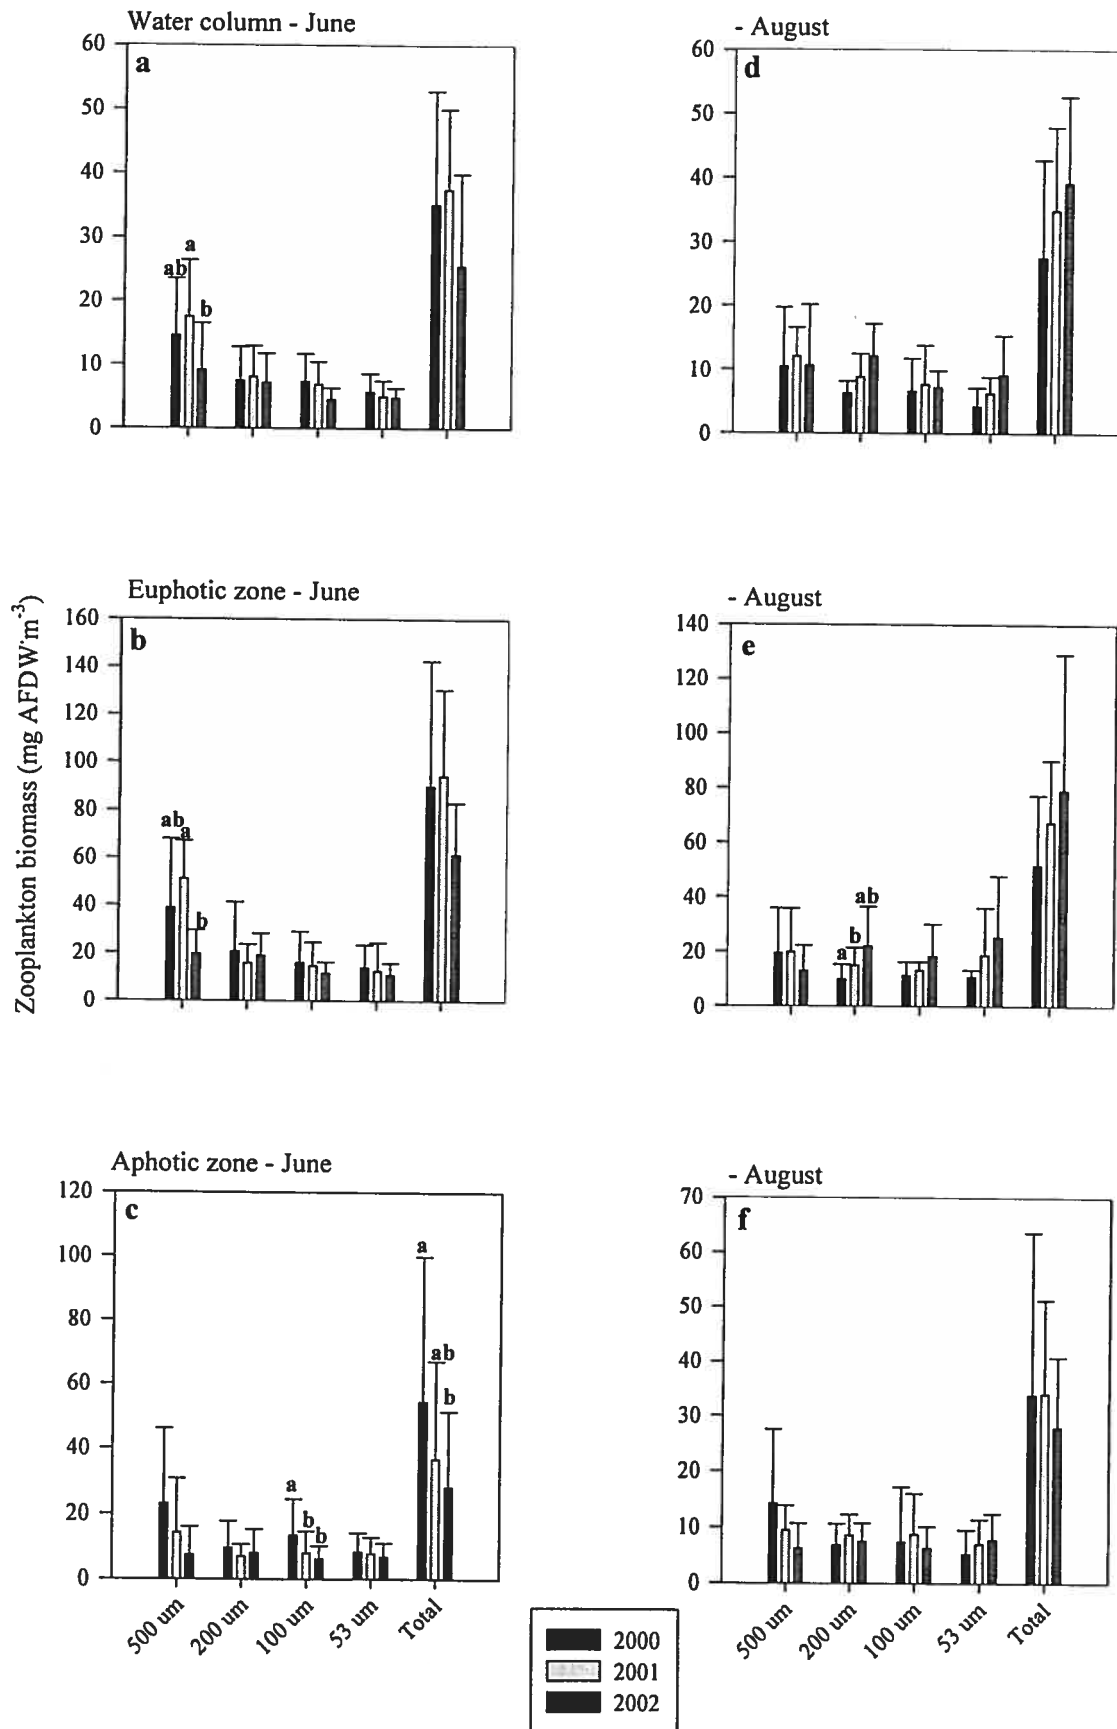 Water column - June
60
a
50
40
30
20
10
0
ab
a
b
- August
60
d
50
40
30
20
10
0
Zooplankton biomass (mg AFDW·m-3)
Euphotic zone - June
160
b
140
120
100
80
60
40
20
0
ab
a
b
- August
140
e
120
100
80
60
40
20
0
a
b
ab
Aphotic zone - June
120
c
100
80
60
40
20
0
a
b
b
a
ab
b
500 um
200 um
100 um
53 um
Total
- August
70
f
60
50
40
30
20
10
0
500 um
200 um
100 um
53 um
Total
2000
2001
2002